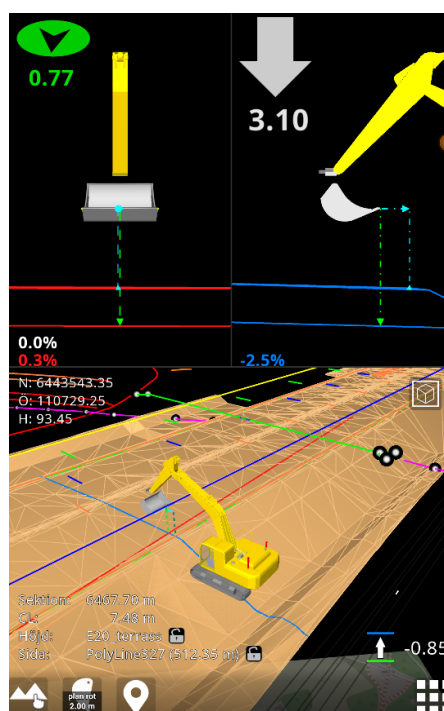 0.77
3.10
0.0%
0.3%
-2.5%
N: 6443543.35
Ö: 110729.25
H: 93.45
Sektion: 6467.70 m
CL: 7.48 m
Höjd: E20_terrass
Sida: PolyLine327 (512.35 m)
-0.85
plan rot
2.00 m